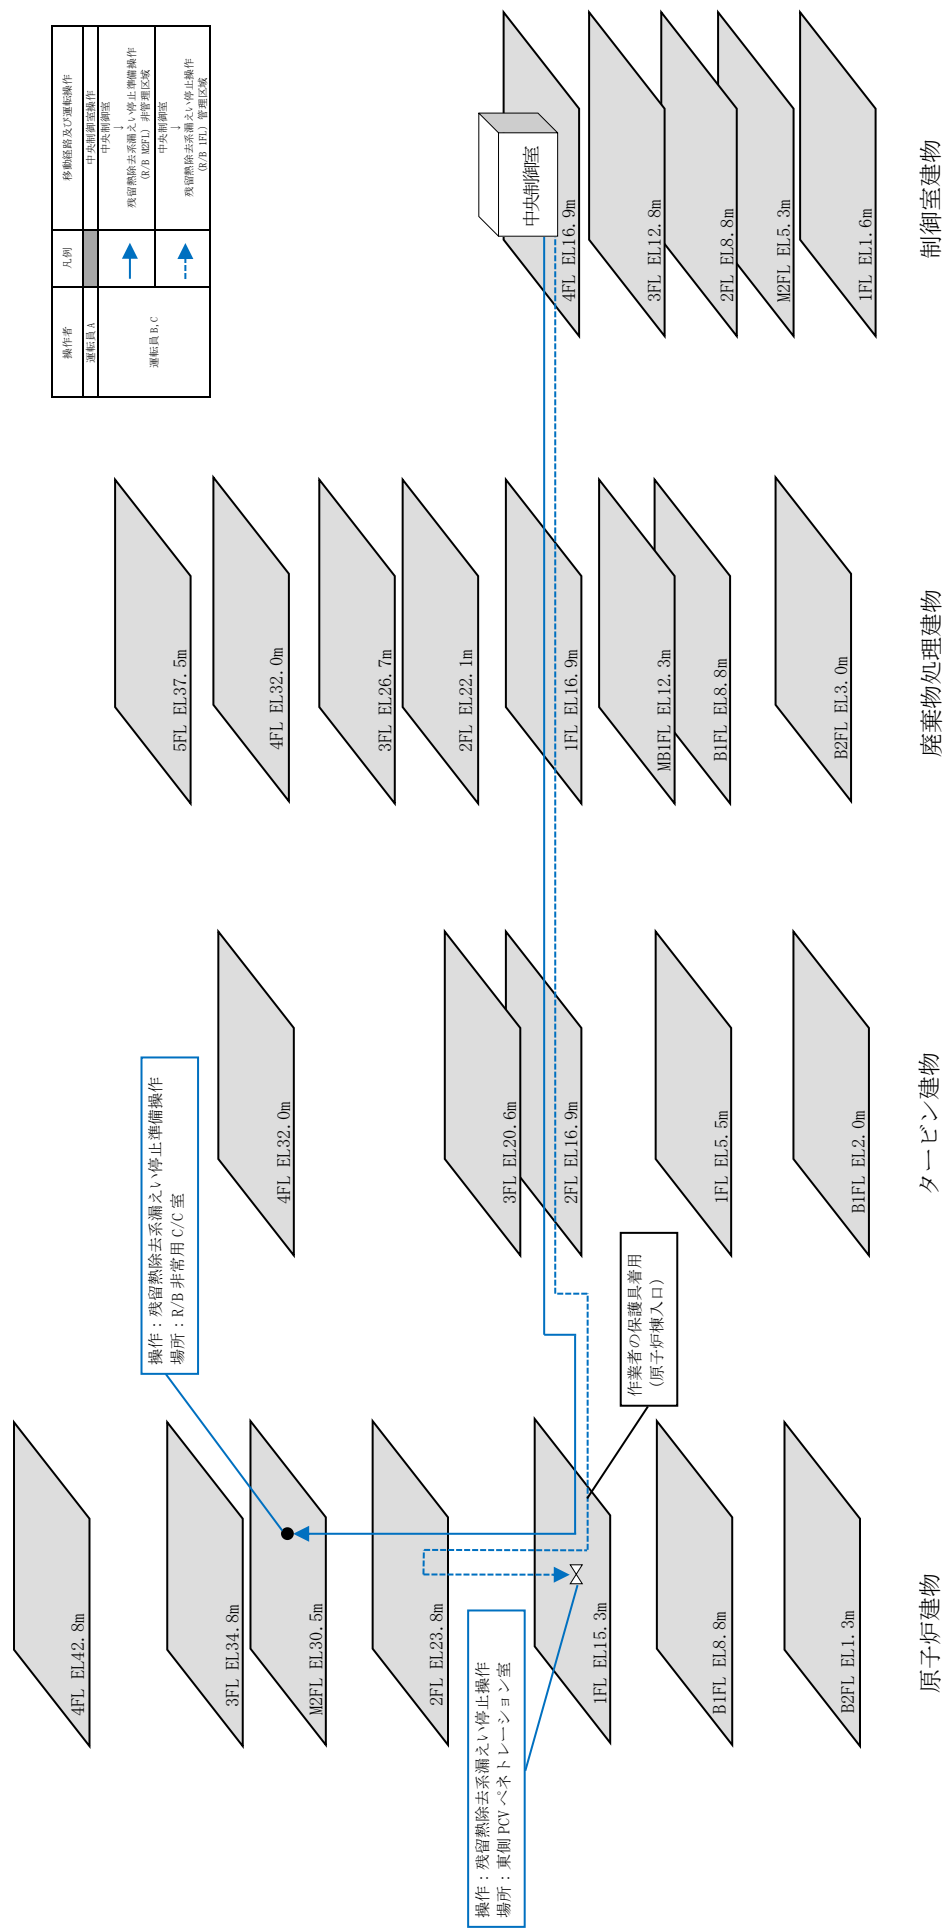 操作者
凡例
移動経路及び運転操作
運転員A
中央制御室操作
運転員B,C
中央制御室
↓
残留熱除去系漏えい停止準備操作
(R/B M2FL) 非管理区域
中央制御室
↓
残留熱除去系漏えい停止操作
(R/B 1FL) 管理区域
4FL EL42.8m
3FL EL34.8m
M2FL EL30.5m
2FL EL23.8m
1FL EL15.3m
B1FL EL8.8m
B2FL EL1.3m
原子炉建物
操作：残留熱除去系漏えい停止準備操作
場所：R/B 非常用 C/C 室
操作：残留熱除去系漏えい停止操作
場所：東側 PCV ペネトレーション室
作業者の保護具着用
（原子炉棟入口）
4FL EL32.0m
3FL EL20.6m
2FL EL16.9m
1FL EL5.5m
B1FL EL2.0m
タービン建物
5FL EL37.5m
4FL EL32.0m
3FL EL26.7m
2FL EL22.1m
1FL EL16.9m
MB1FL EL12.3m
B1FL EL8.8m
B2FL EL3.0m
廃棄物処理建物
中央制御室
4FL EL16.9m
3FL EL12.8m
2FL EL8.8m
M2FL EL5.3m
1FL EL1.6m
制御室建物